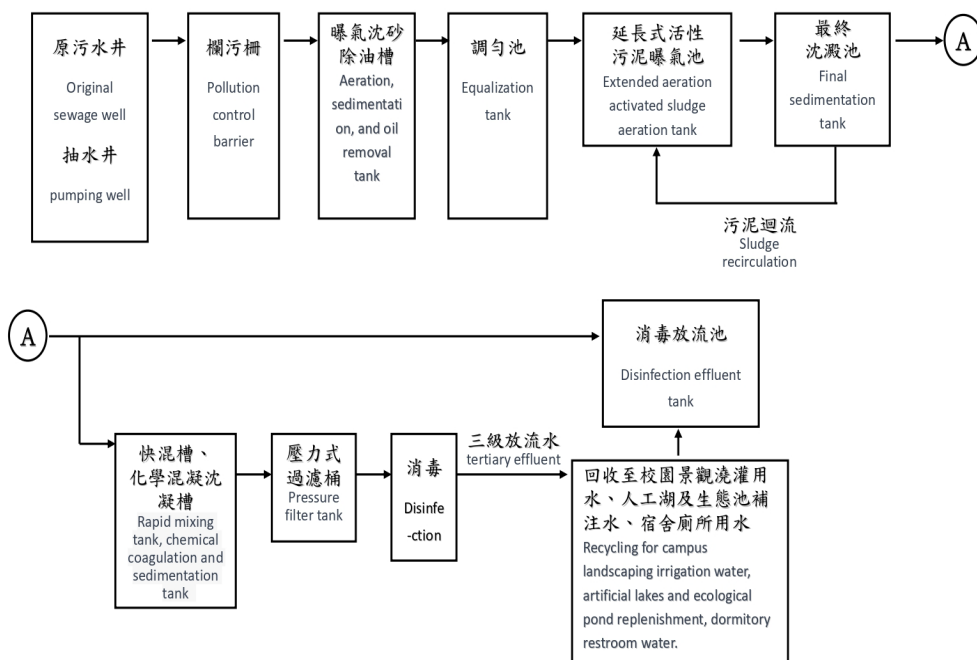 原污水井
Original
sewage well
抽水井
pumping well
欄污柵
Pollution
control
barrier
曝氣沈砂
除油槽
Aeration,
sedimentati
on, and oil
removal
tank
調勻池
Equalization
tank
延長式活性
污泥曝氣池
Extended aeration
activated sludge
aeration tank
最終
沈澱池
Final
sedimentation
tank
A
污泥迴流
Sludge
recirculation
A
消毒放流池
Disinfection effluent
tank
快混槽、
化學混凝沈
凝槽
Rapid mixing
tank, chemical
coagulation and
sedimentation
tank
壓力式
過濾桶
Pressure
filter tank
消毒
Disinfe
-ction
三級放流水
tertiary effluent
回收至校園景觀澆灌用
水、人工湖及生態池補
注水、宿舍廁所用水
Recycling for campus
landscaping irrigation water,
artificial lakes and ecological
pond replenishment, dormitory
restroom water.